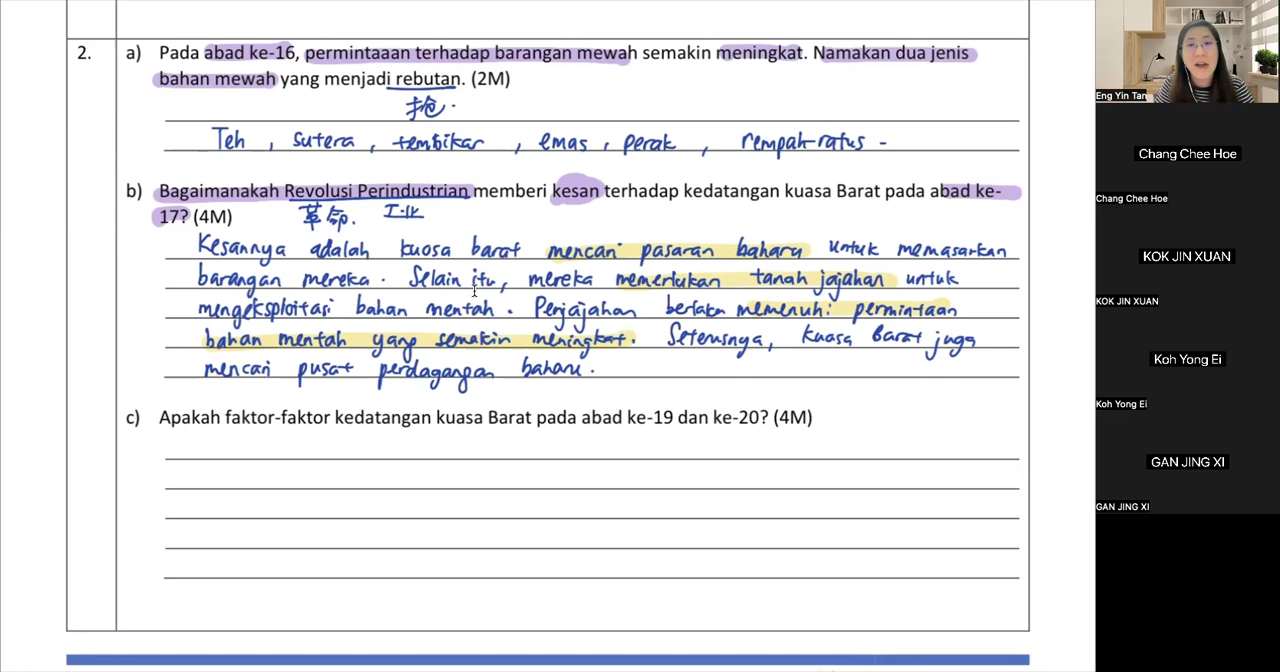 2.
a) Pada abad ke-16, permintaaan terhadap barangan mewah semakin meningkat. Namakan dua jenis
bahan mewah yang menjadi rebutan. (2M)
抢.
Teh , sutera , tembikar , emas , perak , rempah-ratus -
b) Bagaimanakah Revolusi Perindustrian memberi kesan terhadap kedatangan kuasa Barat pada abad ke-
17? (4M)
革命. 工业
Kesannya adalah kuasa barat mencari pasaran baharu untuk memasarkan
barangan mereka. Selain itu, mereka memerlukan tanah jajahan untuk
mengeksploitasi bahan mentah. Penjajahan berlaku memenuhi permintaan
bahan mentah yang semakin meningkat. Seterusnya, kuasa Barat juga
mencari pusat perdagangan baharu.
c) Apakah faktor-faktor kedatangan kuasa Barat pada abad ke-19 dan ke-20? (4M)
Eng Yin Tan
Chang Chee Hoe
Chang Chee Hoe
KOK JIN XUAN
KOK JIN XUAN
Koh Yong Ei
Koh Yong Ei
GAN JING XI
GAN JING XI